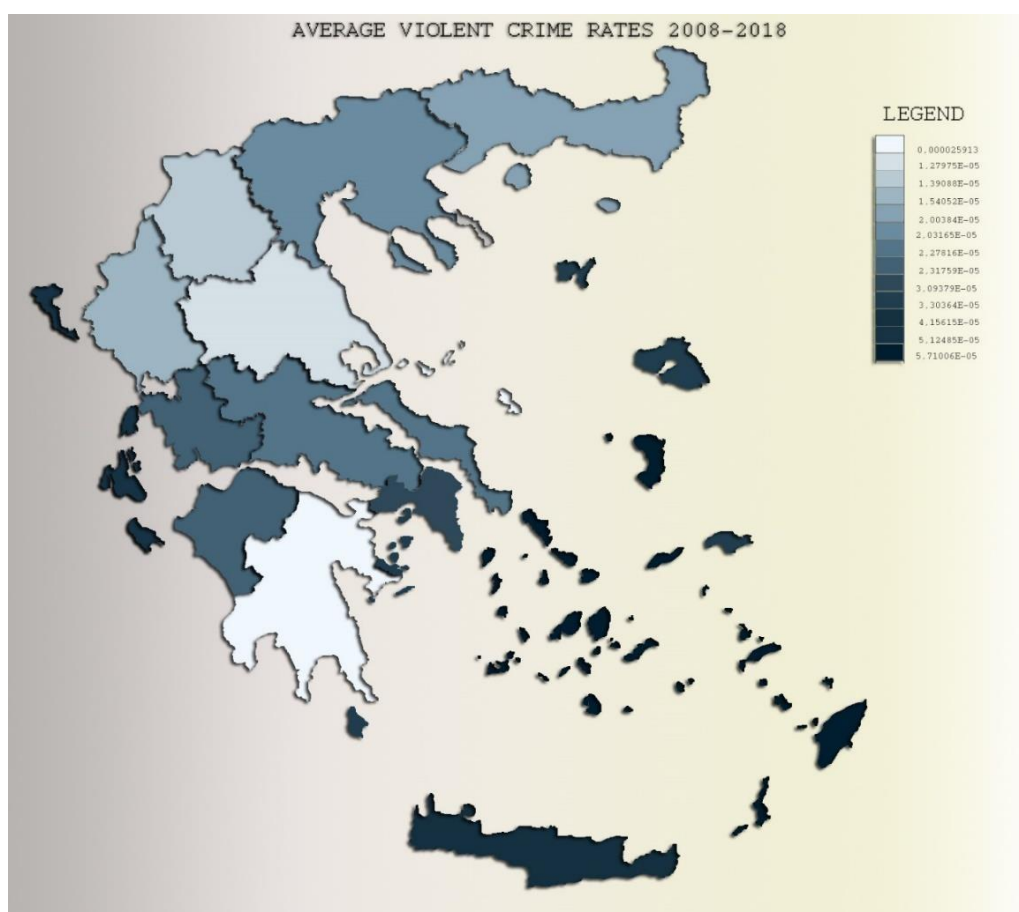 AVERAGE VIOLENT CRIME RATES 2008-2018
LEGEND
0.000025913
1.27975E-05
1.39088E-05
1.54052E-05
2.00384E-05
2.03165E-05
2.27816E-05
2.31759E-05
3.09379E-05
3.30364E-05
4.15615E-05
5.12485E-05
5.71006E-05